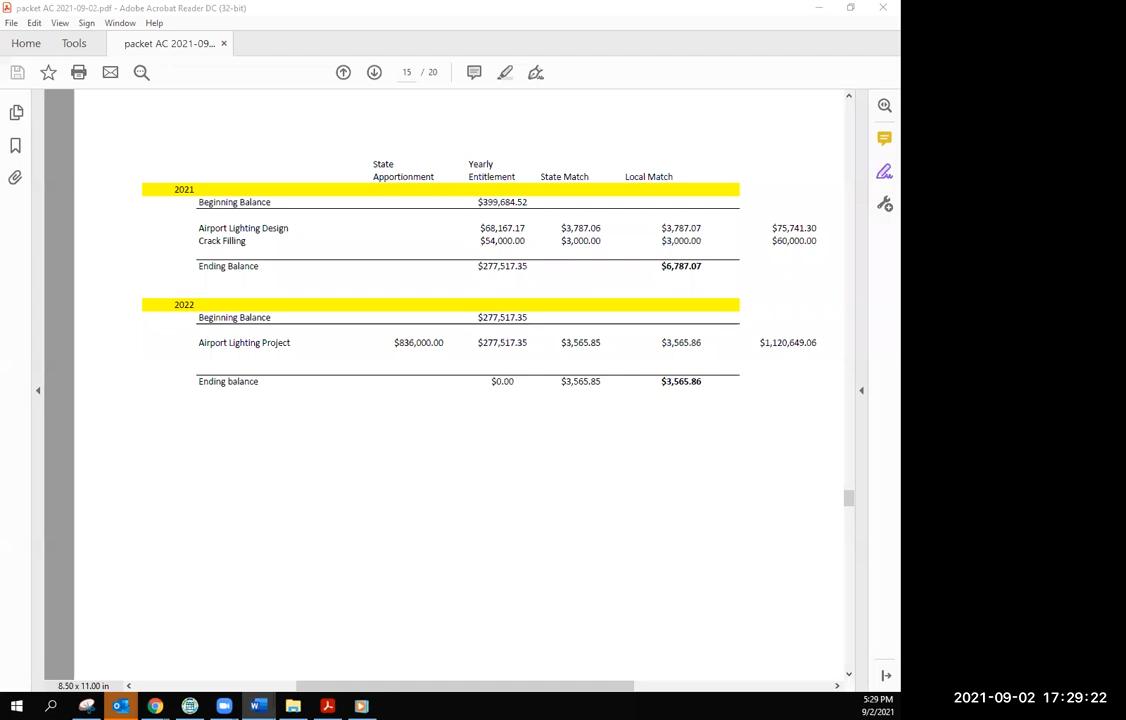 packet AC 2021-09-02.pdf - Adobe Acrobat Reader DC (32-bit)
File Edit View Sign Window Help
Home Tools packet AC 2021-09... ×
15 / 20
State Yearly
Apportionment Entitlement State Match Local Match
2021
Beginning Balance $399,684.52
Airport Lighting Design $68,167.17 $3,787.06 $3,787.07 $75,741.30
Crack Filling $54,000.00 $3,000.00 $3,000.00 $60,000.00
Ending Balance $277,517.35 $6,787.07
2022
Beginning Balance $277,517.35
Airport Lighting Project $836,000.00 $277,517.35 $3,565.85 $3,565.86 $1,120,649.06
Ending balance $0.00 $3,565.85 $3,565.86
8.50 x 11.00 in
5:29 PM
9/2/2021
2021-09-02 17:29:22